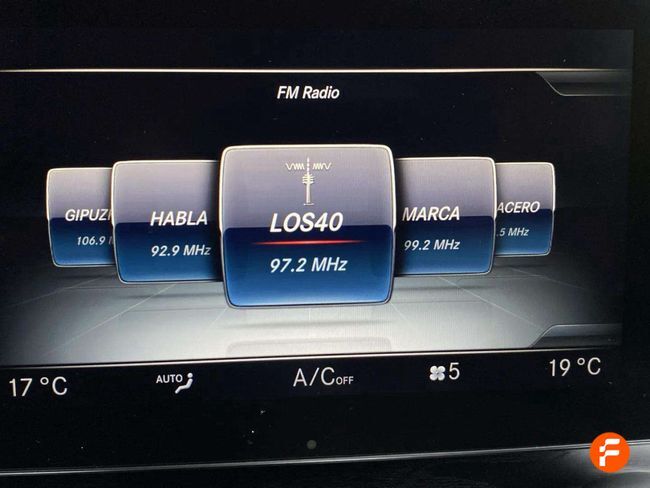 FM Radio
GIPUZ
106.9
HABLA
92.9 MHz
LOS40
97.2 MHz
MARCA
99.2 MHz
ACERO
.5 MHz
17 °C
AUTO
A/C OFF
5
19 °C
F